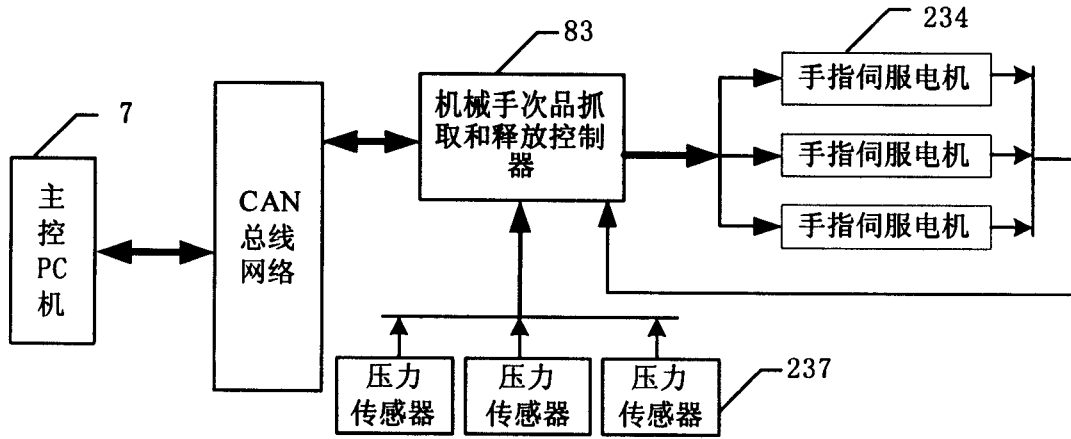 7
主
控
PC
机
CAN
总线
网络
83
机械手次品抓
取和释放控制
器
234
手指伺服电机
手指伺服电机
手指伺服电机
压力
传感器
压力
传感器
压力
传感器
237